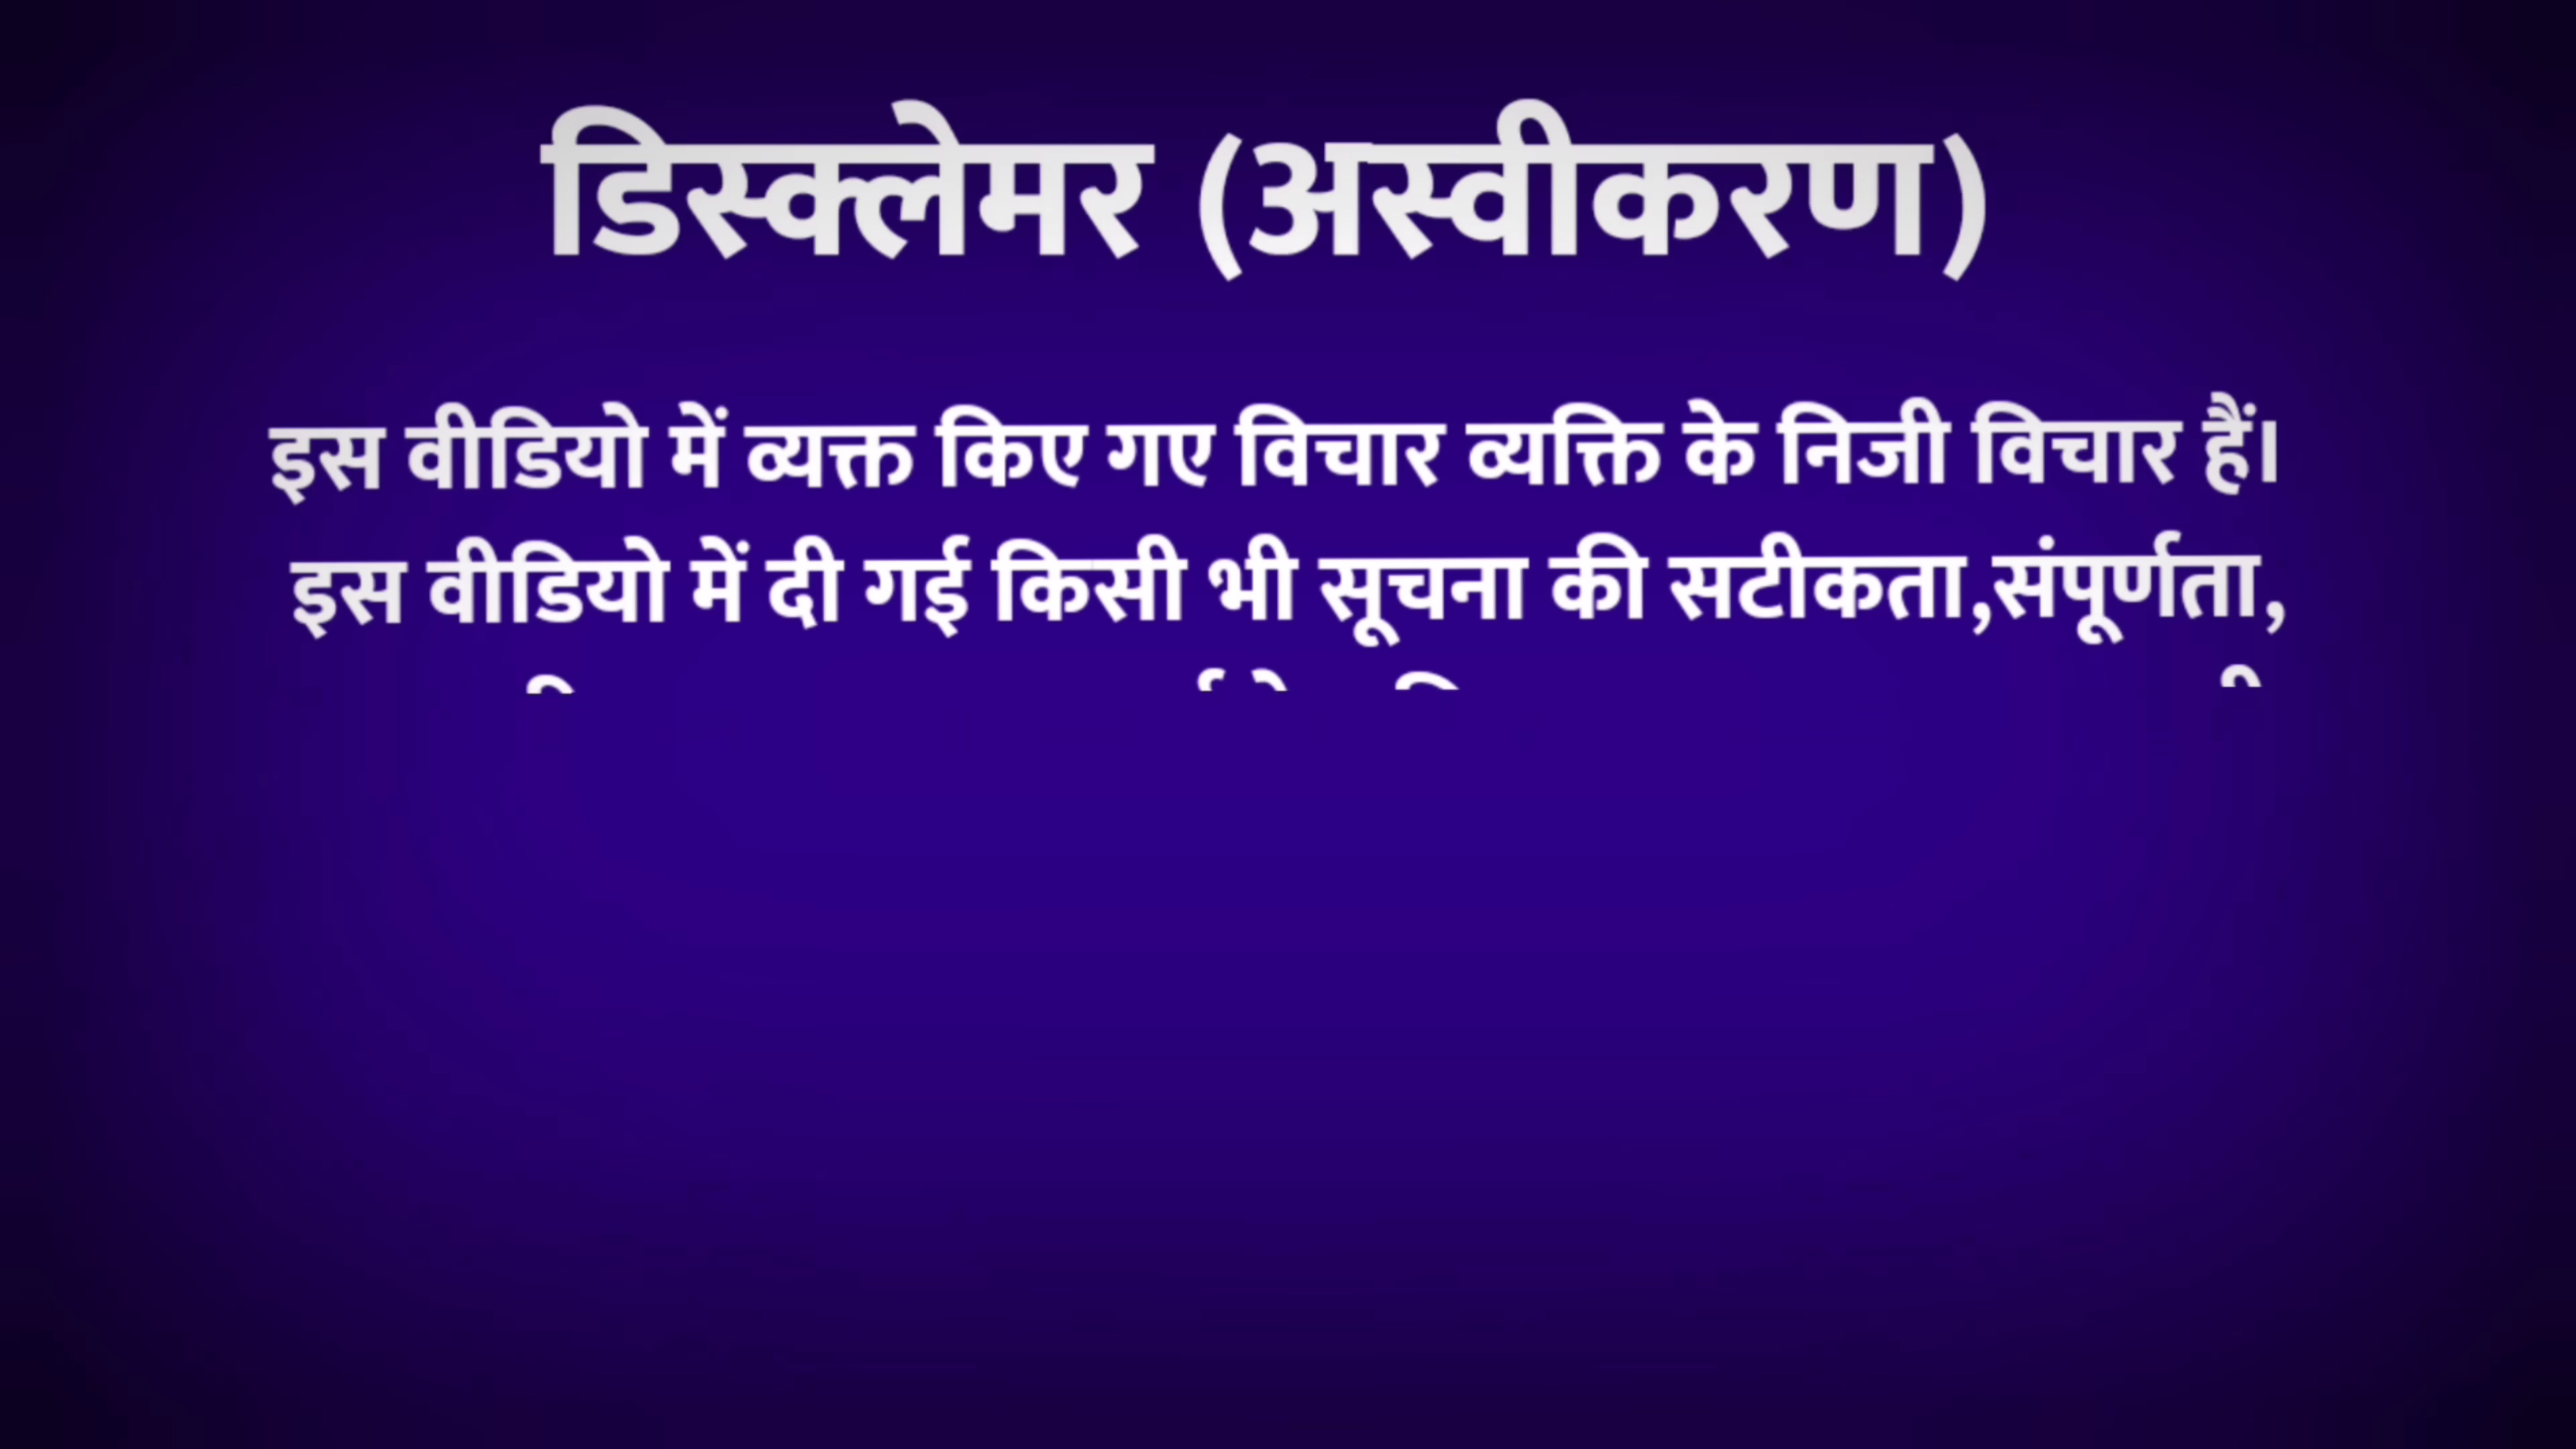 डिस्क्लेमर (अस्वीकरण)
इस वीडियो में व्यक्त किए गए विचार व्यक्ति के निजी विचार हैं।
इस वीडियो में दी गई किसी भी सूचना की सटीकता,संपूर्णता,